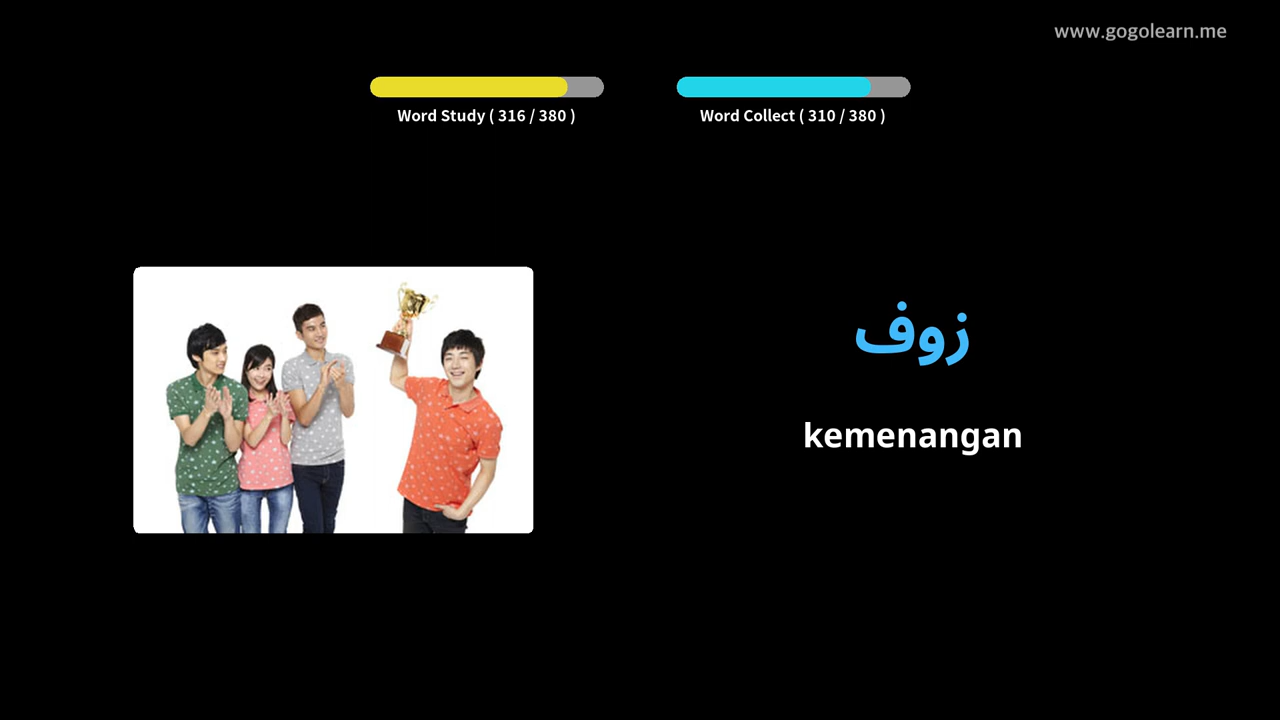 www.gogolearn.me
Word Study ( 316 / 380 )
Word Collect ( 310 / 380 )
زوف
kemenangan